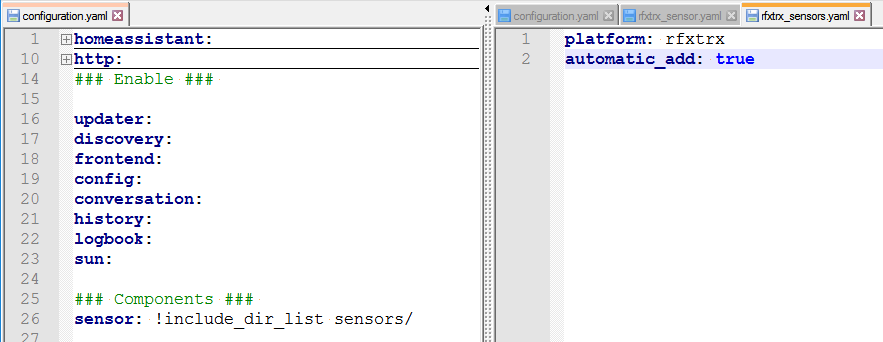 configuration.yaml
1 homeassistant:
10 http:
14 ### Enable ###
15
16 updater:
17 discovery:
18 frontend:
19 config:
20 conversation:
21 history:
22 logbook:
23 sun:
24
25 ### Components ###
26 sensor: !include_dir_list sensors/
27
configuration.yaml rfxtrx_sensor.yaml rfxtrx_sensors.yaml
1 platform: rfxtrx
2 automatic_add: true